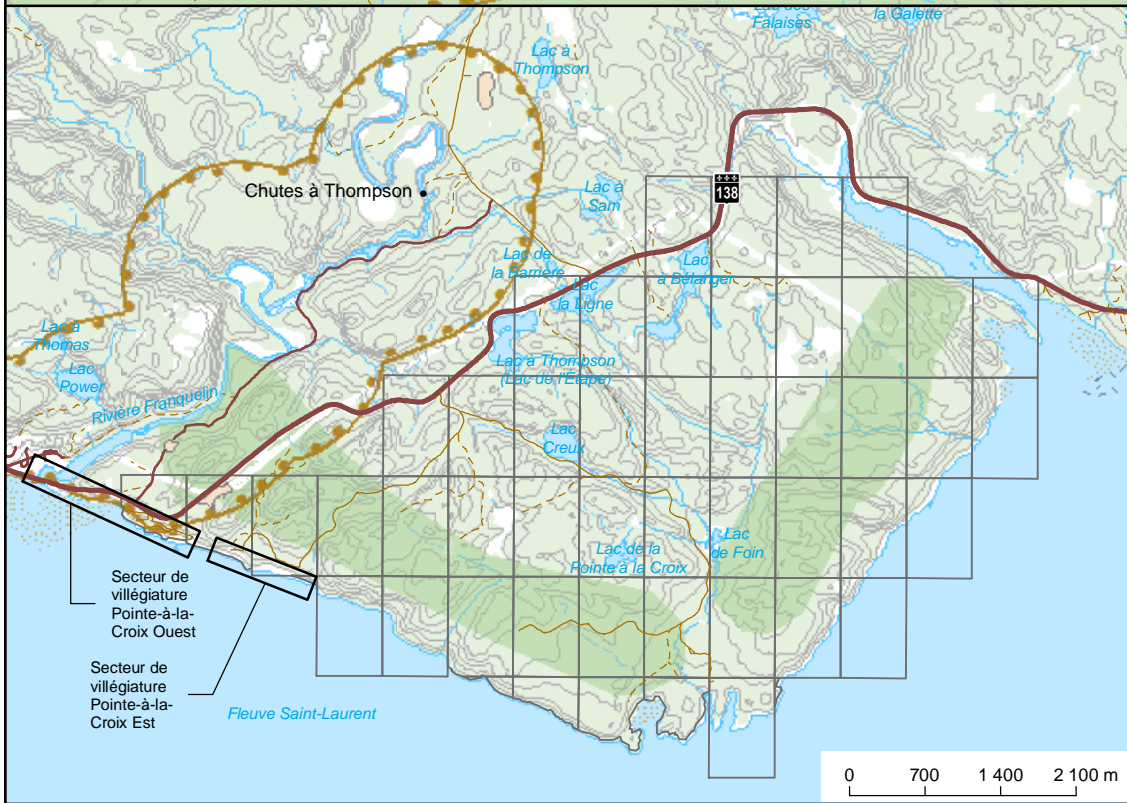 Falaises
la Galette
Lac à
Thompson
Chutes à Thompson
138
Lac à
Sam
Lac de
la Barrière
Lac
à Bélanger
Lac
la Ligne
Lac à
Thomas
Lac
Power
Lac à Thompson
(Lac de l'Étape)
Rivière Franquelin
Lac
Creux
Lac
de Foin
Lac de la
Pointe à la Croix
Secteur de
villégiature
Pointe-à-la-
Croix Ouest
Secteur de
villégiature
Pointe-à-la-
Croix Est
Fleuve Saint-Laurent
0 700 1 400 2 100 m